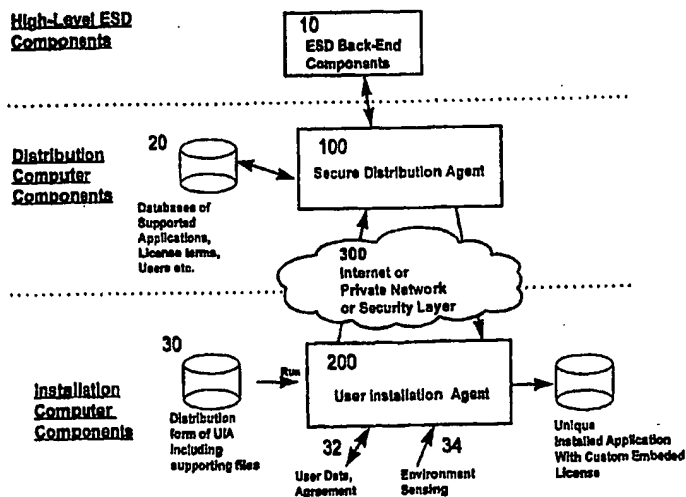 High-Level ESD
Components
10
ESD Back-End
Components
Distribution
Computer
Components
20
Databases of
Supported
Applications,
License terms,
Users etc.
100
Secure Distribution Agent
300
Internet or
Private Network
or Security Layer
Installation
Computer
Components
30
Distribution
form of UIA
including
supporting files
Run
200
User Installation Agent
32
User Data,
Agreement
34
Environment
Sensing
Unique
Installed Application
With Custom Embeded
License